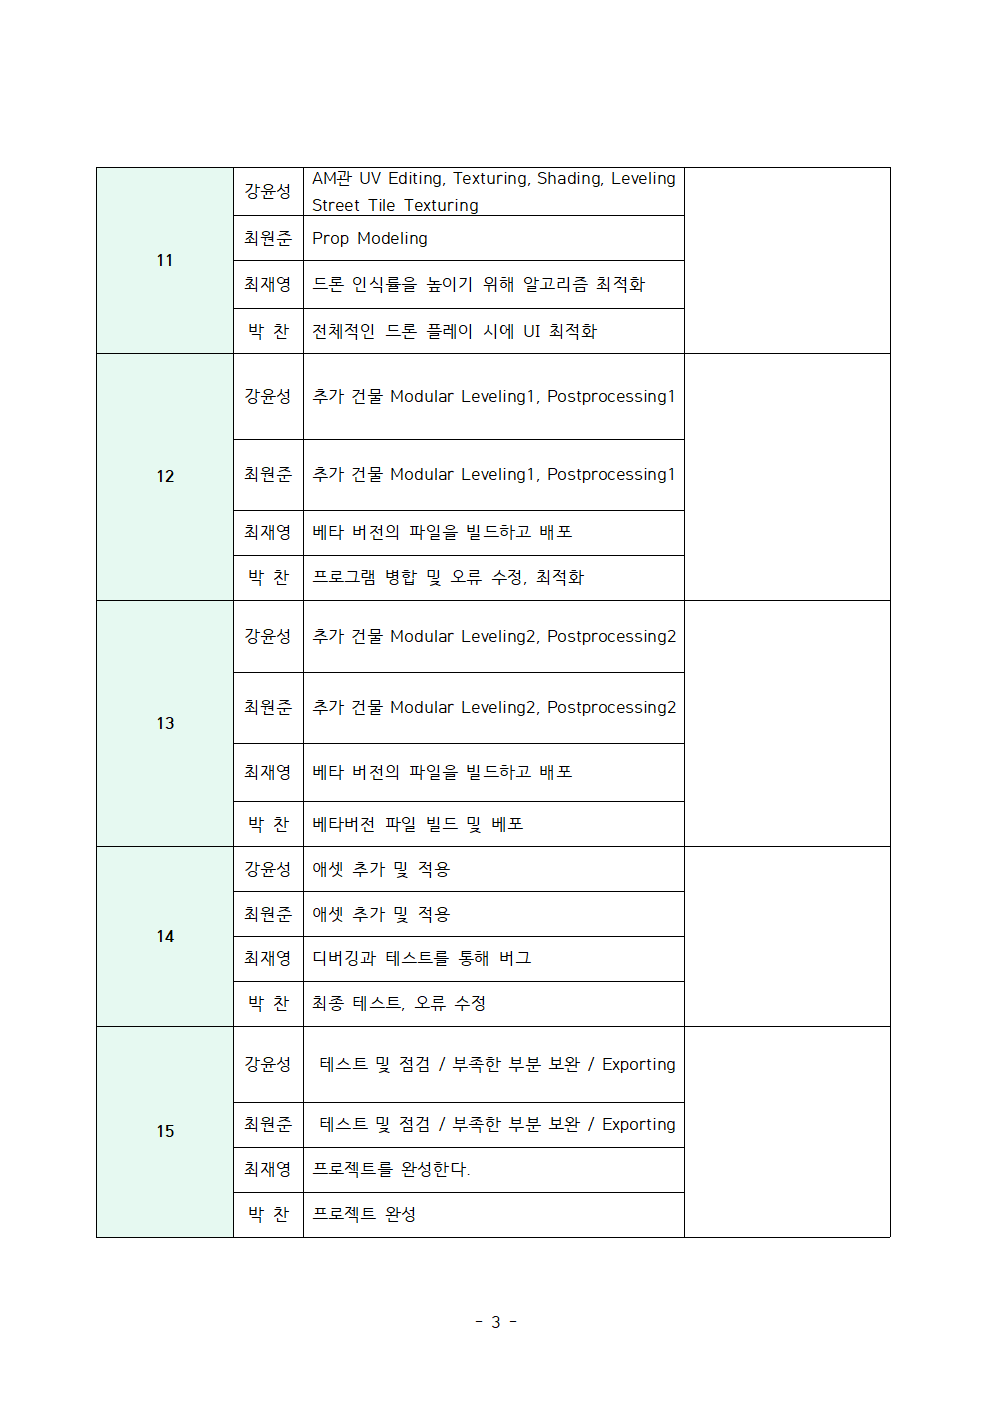 11
강윤성
AM관 UV Editing, Texturing, Shading, Leveling
Street Tile Texturing
최원준
Prop Modeling
최재영
드론 인식률을 높이기 위해 알고리즘 최적화
박 찬
전체적인 드론 플레이 시에 UI 최적화
12
강윤성
추가 건물 Modular Leveling1, Postprocessing1
최원준
추가 건물 Modular Leveling1, Postprocessing1
최재영
베타 버전의 파일을 빌드하고 배포
박 찬
프로그램 병합 및 오류 수정, 최적화
13
강윤성
추가 건물 Modular Leveling2, Postprocessing2
최원준
추가 건물 Modular Leveling2, Postprocessing2
최재영
베타 버전의 파일을 빌드하고 배포
박 찬
베타버전 파일 빌드 및 베포
14
강윤성
애셋 추가 및 적용
최원준
애셋 추가 및 적용
최재영
디버깅과 테스트를 통해 버그
박 찬
최종 테스트, 오류 수정
15
강윤성
테스트 및 점검 / 부족한 부분 보완 / Exporting
최원준
테스트 및 점검 / 부족한 부분 보완 / Exporting
최재영
프로젝트를 완성한다.
박 찬
프로젝트 완성
- 3 -